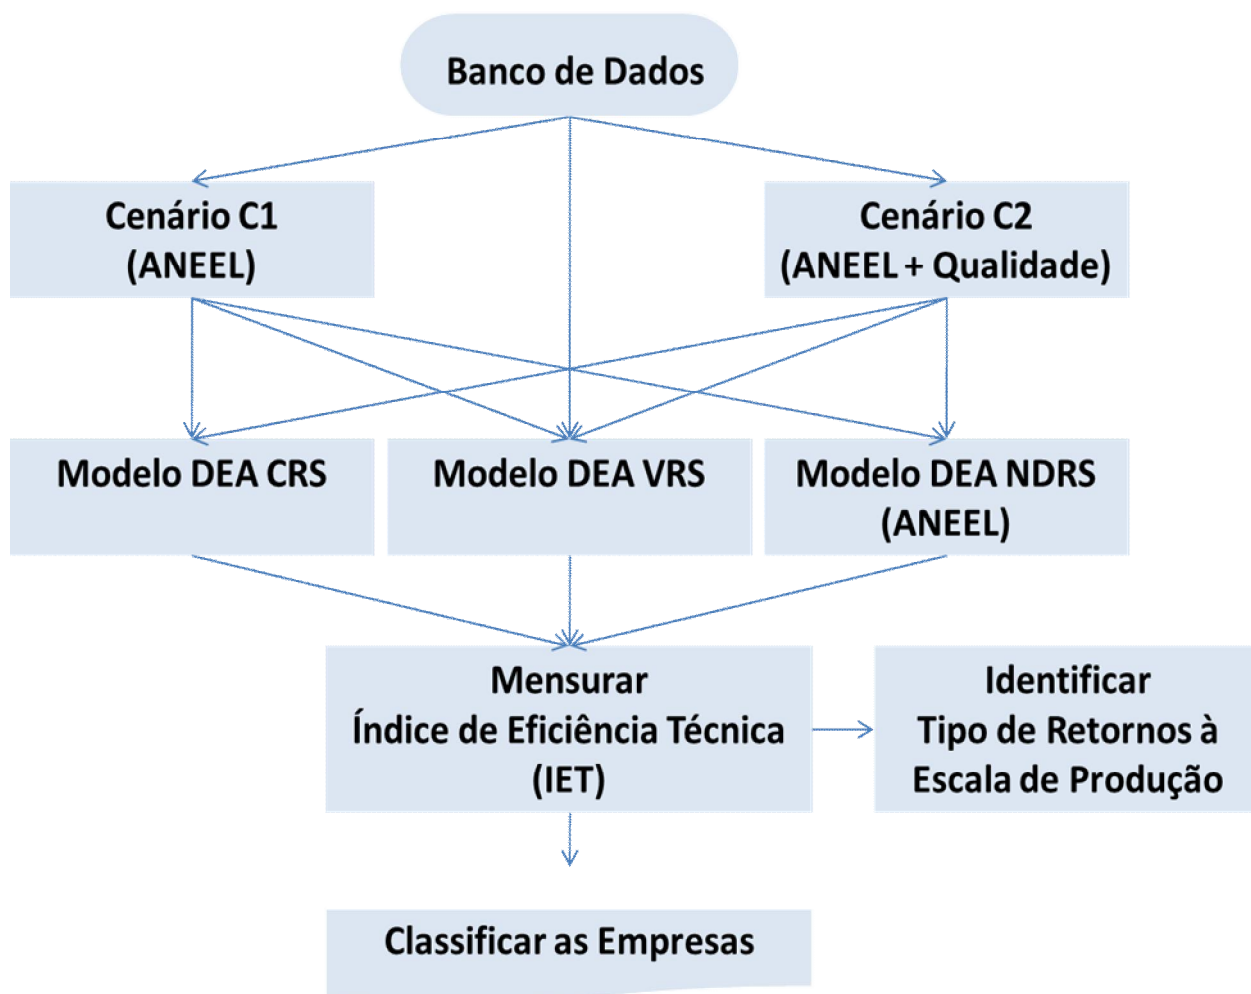 Banco de Dados
Cenário C1
(ANEEL)
Cenário C2
(ANEEL + Qualidade)
Modelo DEA CRS
Modelo DEA VRS
Modelo DEA NDRS
(ANEEL)
Mensurar
Índice de Eficiência Técnica
(IET)
Identificar
Tipo de Retornos à
Escala de Produção
Classificar as Empresas